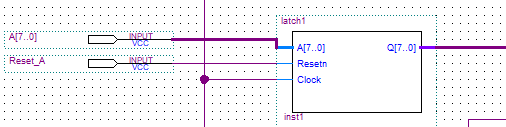 latch1
A[7..0] INPUT
VCC
A[7..0] Q[7..0]
Reset_A INPUT
VCC
Resetn
Clock
inst1